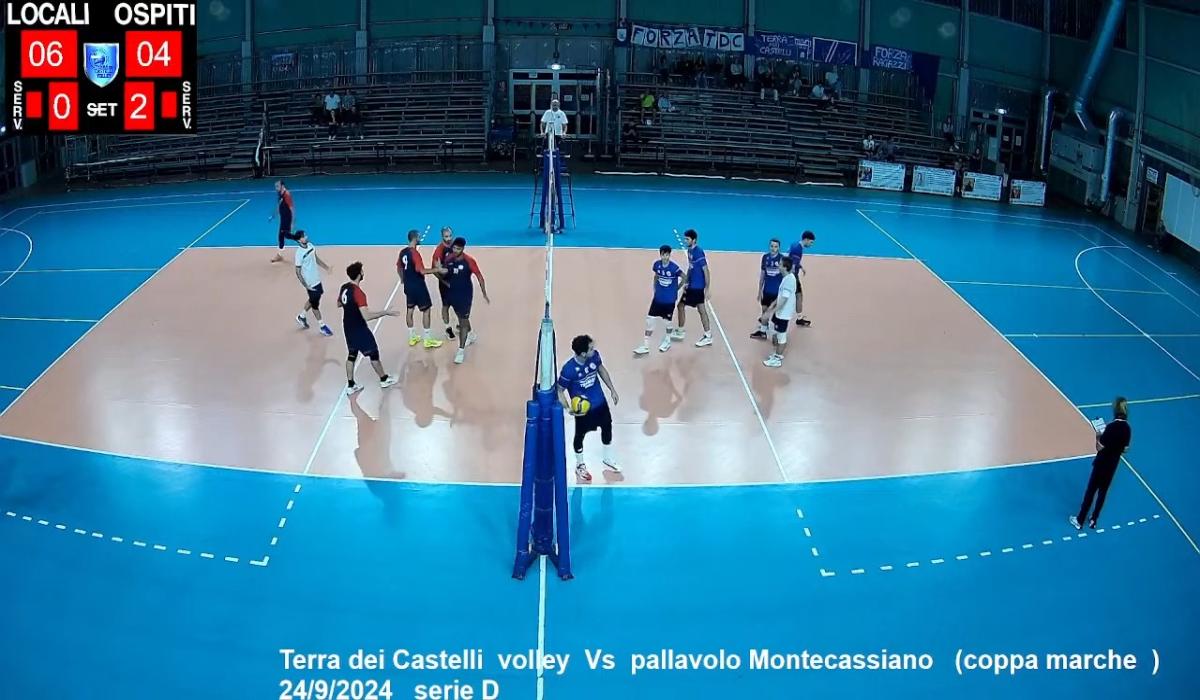 LOCALI OSPITI
06 04
SERV. 0 SET 2 SERV.
FORZA TDC
TERRA
CASTELLI
FORZA
RAGAZZI
Terra dei Castelli volley Vs pallavolo Montecassiano (coppa marche )
24/9/2024 serie D